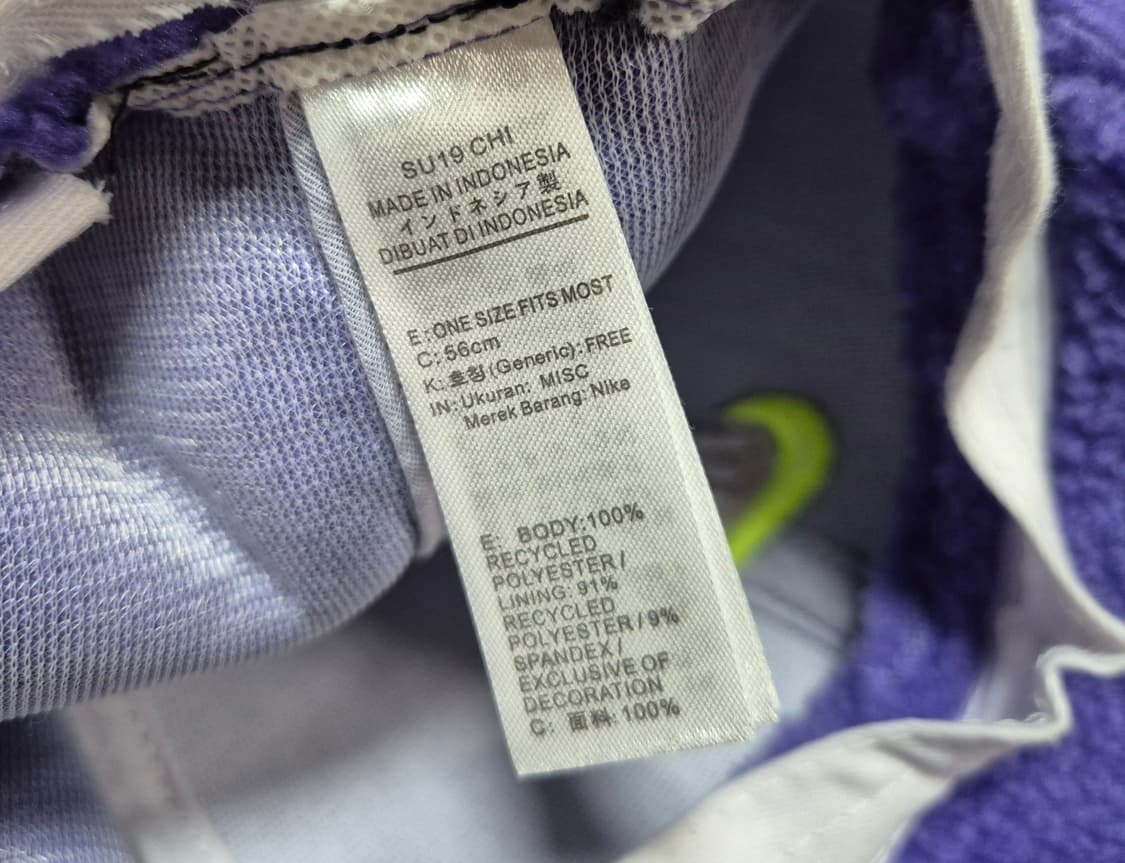 SU19 CHI
MADE IN INDONESIA
インドネシア製
DIBUAT DI INDONESIA
E: ONE SIZE FITS MOST
C: 56cm
K: 호칭(Generic): FREE
IN: Ukuran: MISC
Merek Barang: Nike
E: BODY:100%
RECYCLED
POLYESTER/
LINING: 91%
RECYCLED
POLYESTER/9%
SPANDEX/
EXCLUSIVE OF
DECORATION
C: 面料: 100%